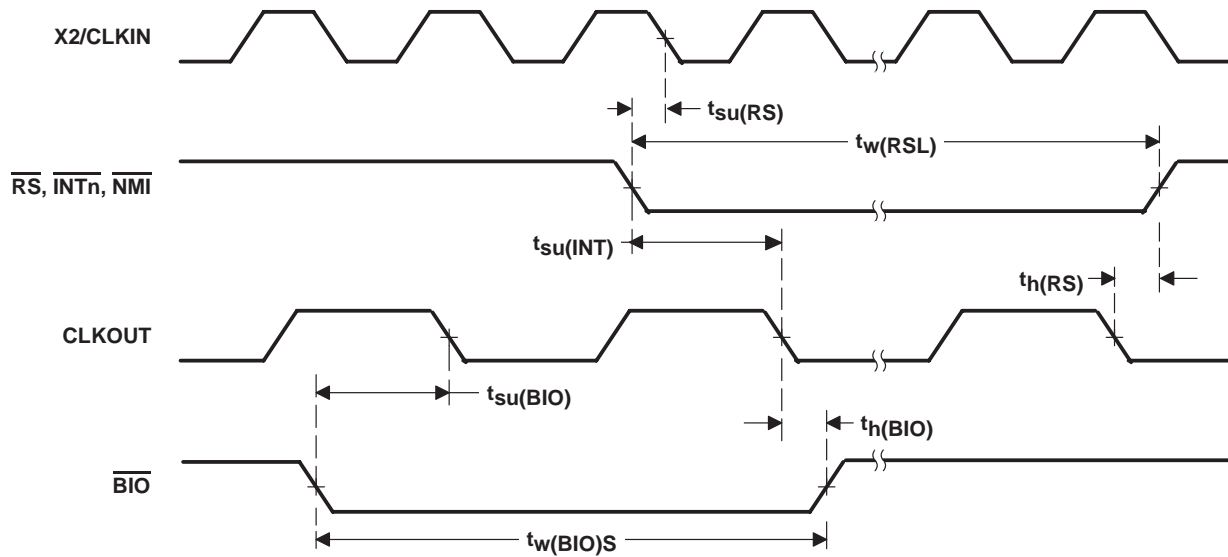 X2/CLKIN
tsu(RS)
tw(RSL)
RS, INTn, NMI
tsu(INT)
th(RS)
CLKOUT
tsu(BIO)
th(BIO)
BIO
tw(BIO)S